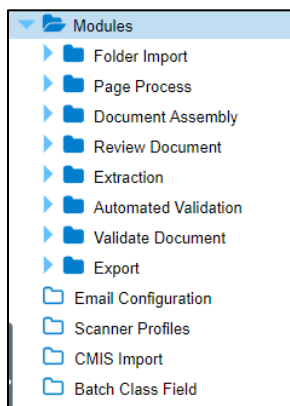 Modules
Folder Import
Page Process
Document Assembly
Review Document
Extraction
Automated Validation
Validate Document
Export
Email Configuration
Scanner Profiles
CMIS Import
Batch Class Field